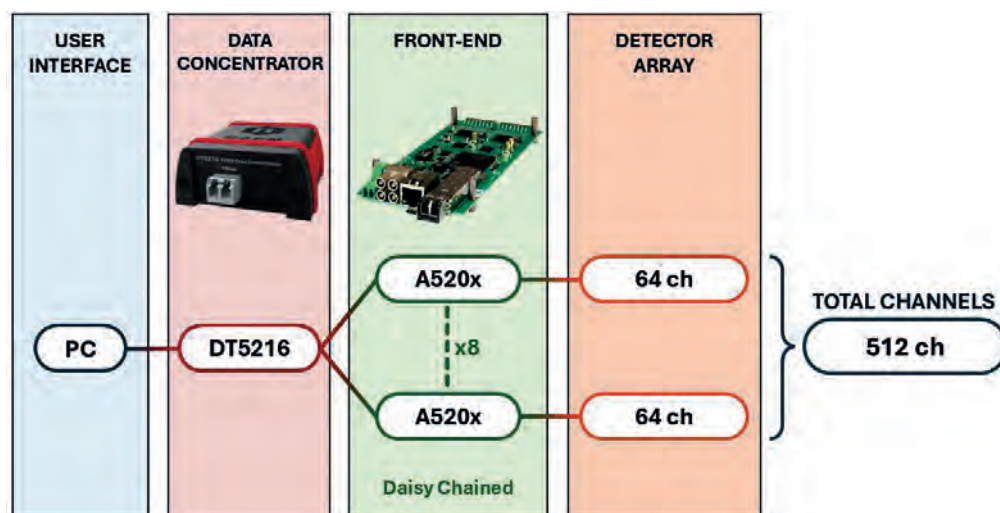 USER
INTERFACE
DATA
CONCENTRATOR
FRONT-END
DETECTOR
ARRAY
A520x
64 ch
TOTAL CHANNELS
PC
DT5216
x8
512 ch
A520x
64 ch
Daisy Chained